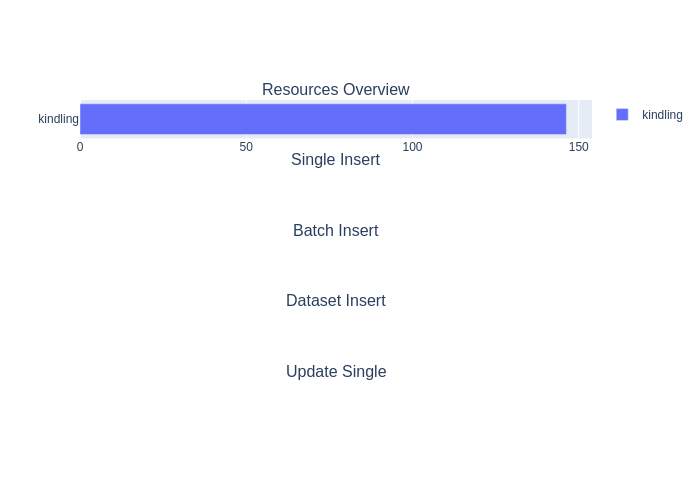 Resources Overview
kindling
kindling
0 50 100 150
Single Insert
Batch Insert
Dataset Insert
Update Single